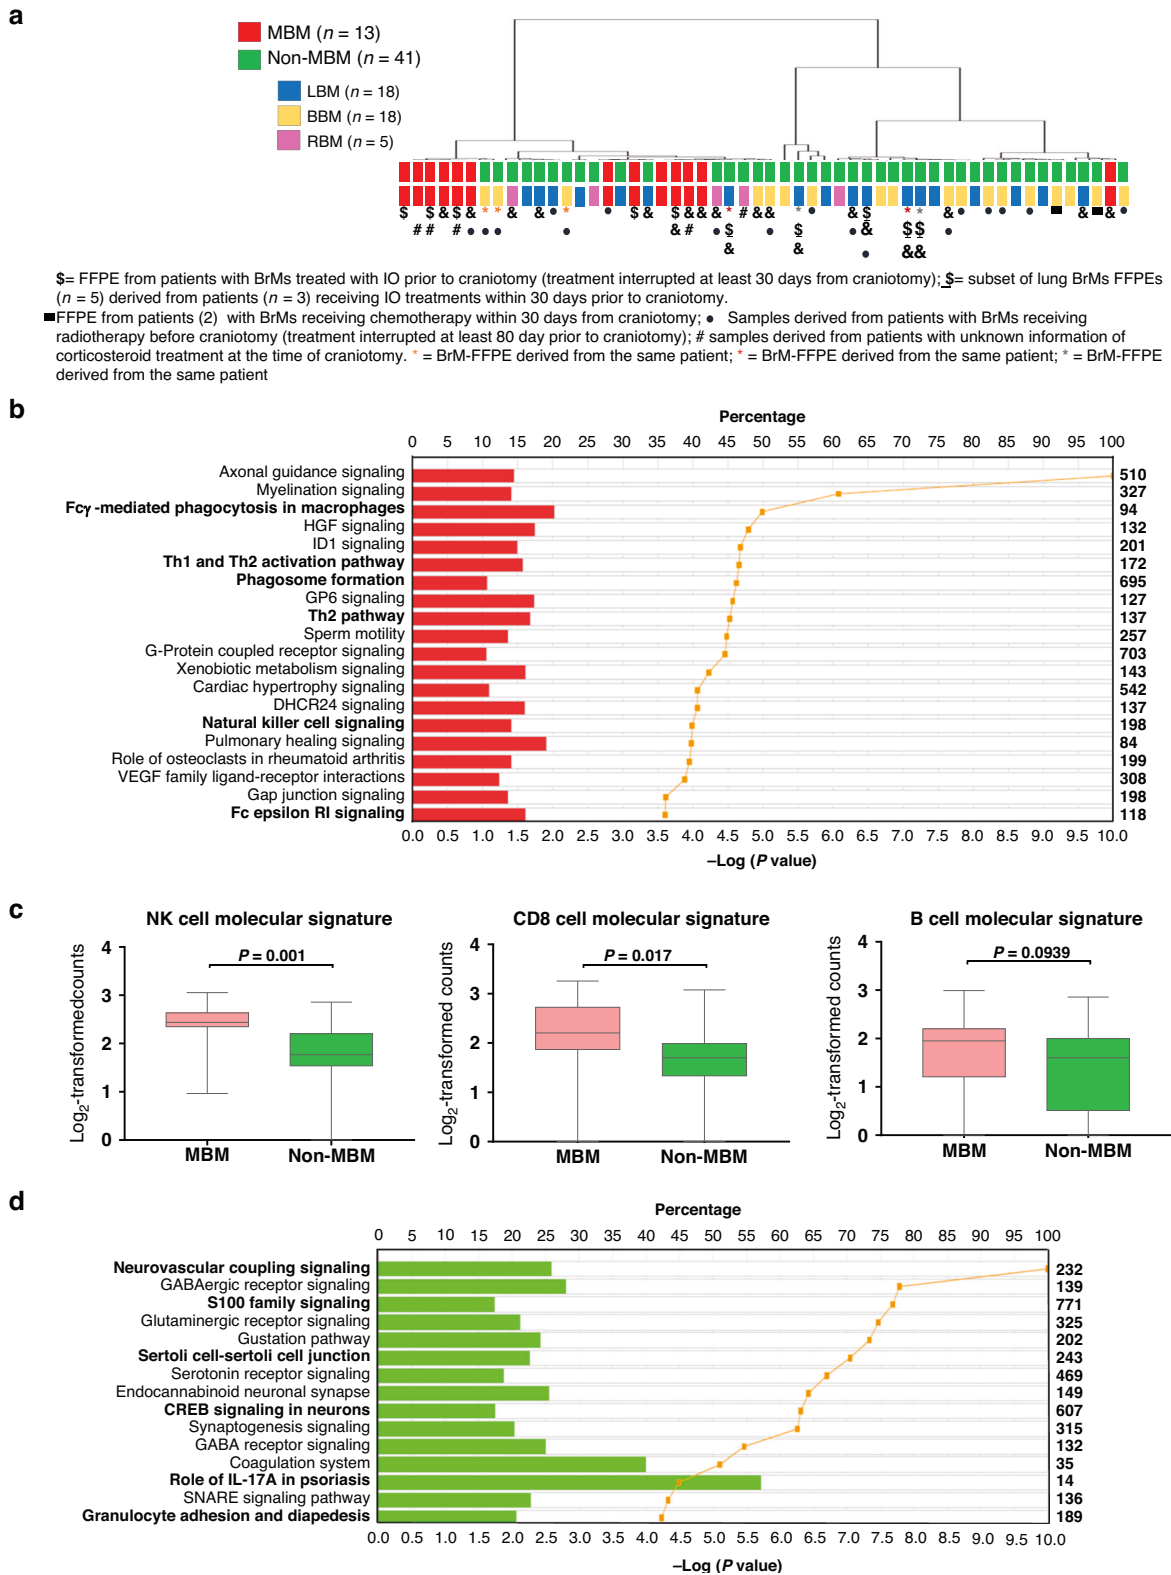 a
MBM (n = 13)
Non-MBM (n = 41)
LBM (n = 18)
BBM (n = 18)
RBM (n = 5)
$= FFPE from patients with BrMs treated with IO prior to craniotomy (treatment interrupted at least 30 days from craniotomy); $= subset of lung BrMs FFPEs
(n = 5) derived from patients (n = 3) receiving IO treatments within 30 days prior to craniotomy.
FFPE from patients (2) with BrMs receiving chemotherapy within 30 days from craniotomy; • Samples derived from patients with BrMs receiving
radiotherapy before craniotomy (treatment interrupted at least 80 day prior to craniotomy); # samples derived from patients with unknown information of
corticosteroid treatment at the time of craniotomy. * = BrM-FFPE derived from the same patient; * = BrM-FFPE derived from the same patient; * = BrM-FFPE
derived from the same patient
b
Percentage
0 5 10 15 20 25 30 35 40 45 50 55 60 65 70 75 80 85 90 95 100
Axonal guidance signaling 510
Myelination signaling 327
Fcγ -mediated phagocytosis in macrophages 94
HGF signaling 132
ID1 signaling 201
Th1 and Th2 activation pathway 172
Phagosome formation 695
GP6 signaling 127
Th2 pathway 137
Sperm motility 257
G-Protein coupled receptor signaling 703
Xenobiotic metabolism signaling 143
Cardiac hypertrophy signaling 542
DHCR24 signaling 137
Natural killer cell signaling 198
Pulmonary healing signaling 84
Role of osteoclasts in rheumatoid arthritis 199
VEGF family ligand-receptor interactions 308
Gap junction signaling 198
Fc epsilon RI signaling 118
0.0 0.5 1.0 1.5 2.0 2.5 3.0 3.5 4.0 4.5 5.0 5.5 6.0 6.5 7.0 7.5 8.0 8.5 9.0 9.5 10.0
–Log (P value)
c
NK cell molecular signature
Log2-transformedcounts
4
3
2
1
0
P = 0.001
MBM Non-MBM
CD8 cell molecular signature
Log2-transformed counts
4
3
2
1
0
P = 0.017
MBM Non-MBM
B cell molecular signature
Log2-transformed counts
4
3
2
1
0
P = 0.0939
MBM Non-MBM
d
Percentage
0 5 10 15 20 25 30 35 40 45 50 55 60 65 70 75 80 85 90 95 100
Neurovascular coupling signaling 232
GABAergic receptor signaling 139
S100 family signaling 771
Glutaminergic receptor signaling 325
Gustation pathway 202
Sertoli cell-sertoli cell junction 243
Serotonin receptor signaling 469
Endocannabinoid neuronal synapse 149
CREB signaling in neurons 607
Synaptogenesis signaling 315
GABA receptor signaling 132
Coagulation system 35
Role of IL-17A in psoriasis 14
SNARE signaling pathway 136
Granulocyte adhesion and diapedesis 189
0.0 0.5 1.0 1.5 2.0 2.5 3.0 3.5 4.0 4.5 5.0 5.5 6.0 6.5 7.0 7.5 8.0 8.5 9.0 9.5 10.0
–Log (P value)